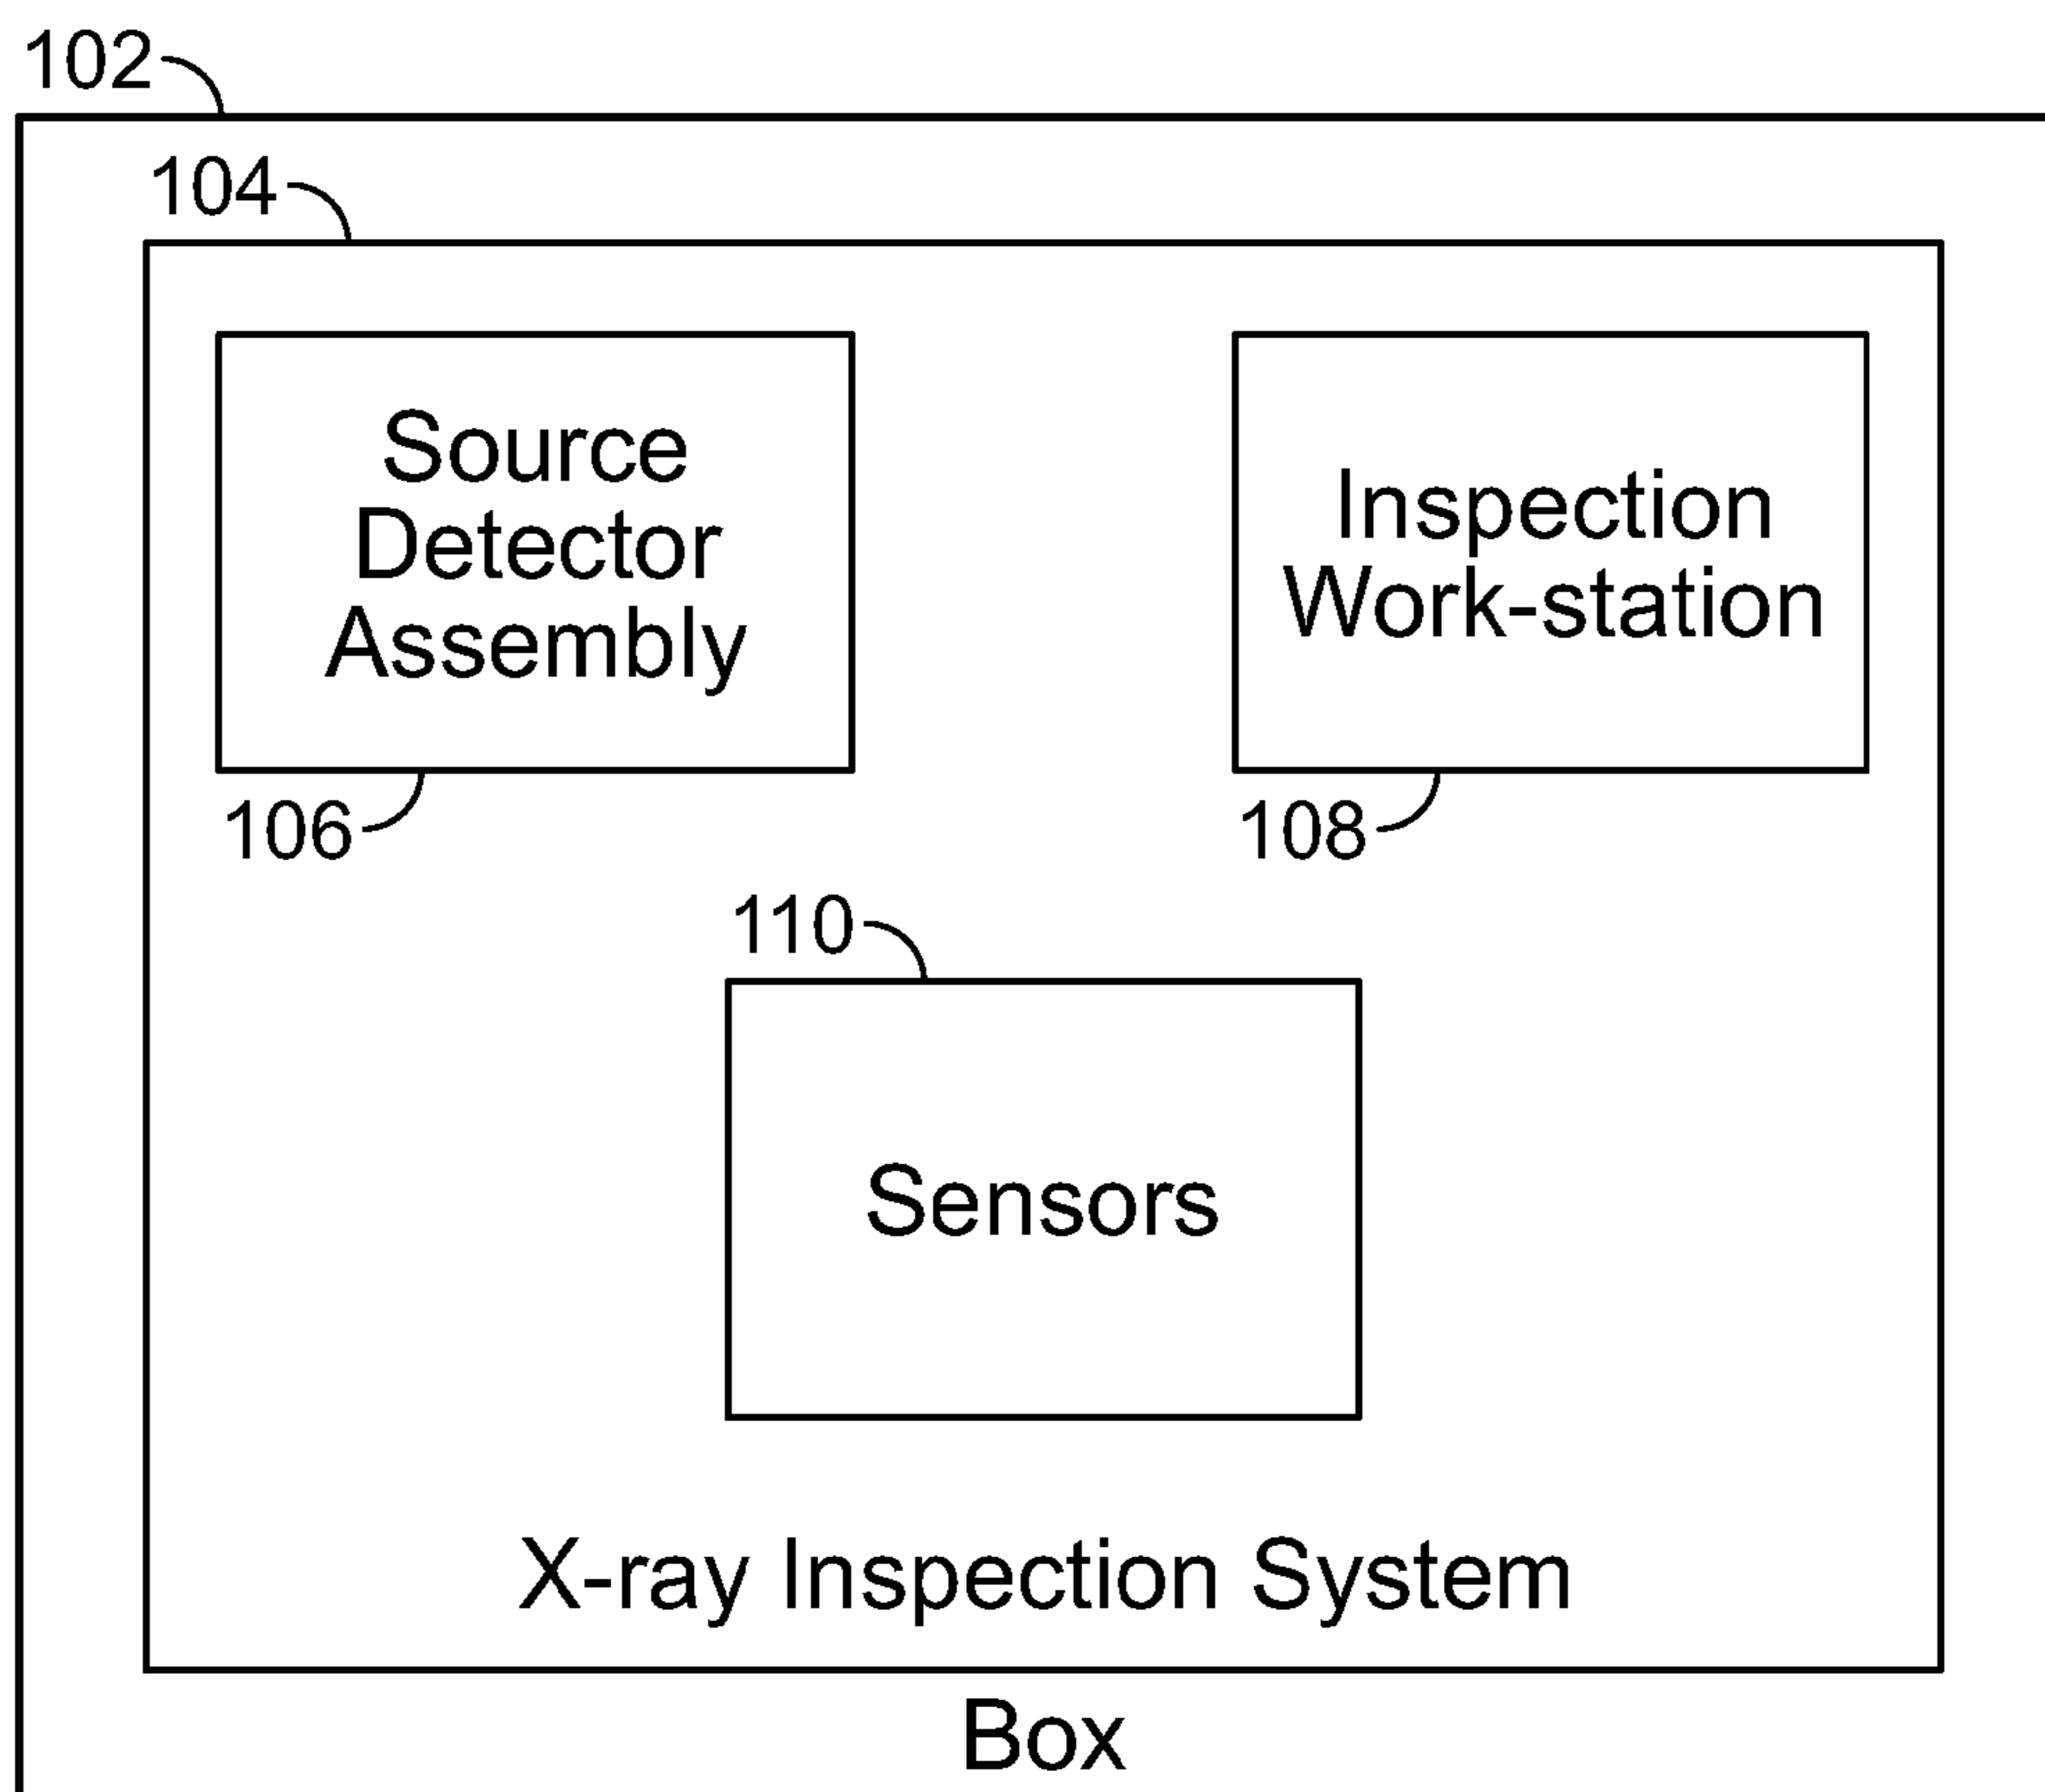 102
104
Source
Detector
Assembly
106
Inspection
Work-station
108
110
Sensors
X-ray Inspection System
Box